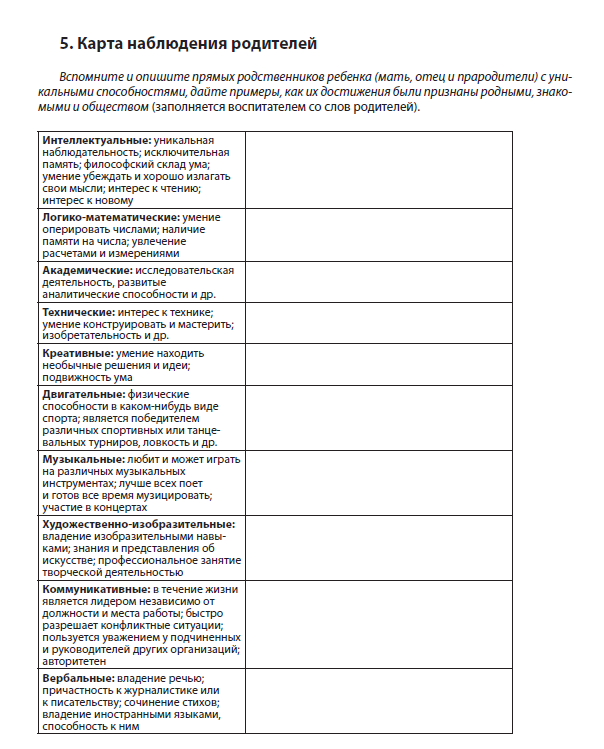 5. Карта наблюдения родителей
Вспомните и опишите прямых родственников ребенка (мать, отец и прародители) с уни-
кальными способностями, дайте примеры, как их достижения были признаны родными, знако-
мыми и обществом (заполняется воспитателем со слов родителей).
Интеллектуальные: уникальная
наблюдательность; исключительная
память; философский склад ума;
умение убеждать и хорошо излагать
свои мысли; интерес к чтению;
интерес к новому
Логико-математические: умение
оперировать числами; наличие
памяти на числа; увлечение
расчетами и измерениями
Академические: исследовательская
деятельность, развитые
аналитические способности и др.
Технические: интерес к технике;
умение конструировать и мастерить;
изобретательность и др.
Креативные: умение находить
необычные решения и идеи;
подвижность ума
Двигательные: физические
способности в каком-нибудь виде
спорта; является победителем
различных спортивных или танце-
вальных турниров, ловкость и др.
Музыкальные: любит и может играть
на различных музыкальных
инструментах; лучше всех поет
и готов все время музицировать;
участие в концертах
Художественно-изобразительные:
владение изобразительными навы-
ками; знания и представления об
искусстве; профессиональное занятие
творческой деятельностью
Коммуникативные: в течение жизни
является лидером независимо от
должности и места работы; быстро
разрешает конфликтные ситуации;
пользуется уважением у подчиненных
и руководителей других организаций;
авторитетен
Вербальные: владение речью;
причастность к журналистике или
к писательству; сочинение стихов;
владение иностранными языками,
способность к ним